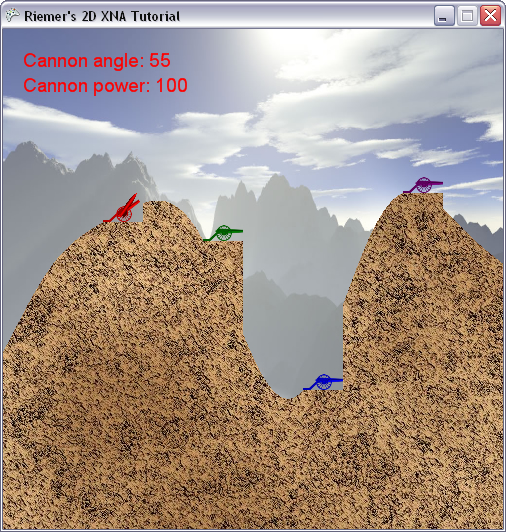 Riemer's 2D XNA Tutorial
Cannon angle: 55
Cannon power: 100